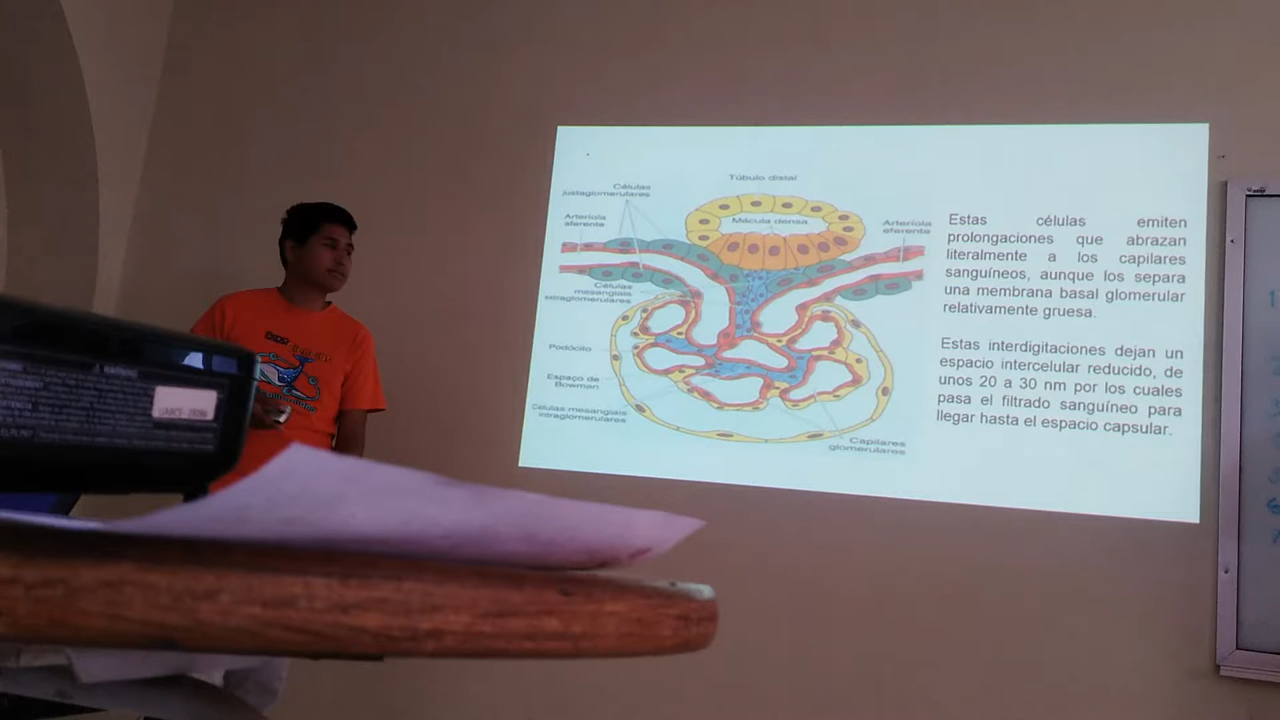 Túbulo distal
Células
justaglomerulares
Mácula densa
Arteríola
aferente
Arteríola
eferente
Células
mesangiais
extraglomerulares
Podócito
Espaço de
Bowman
Células mesangiais
intraglomerulares
Capilares
glomerulares
Estas células emiten
prolongaciones que abrazan
literalmente a los capilares
sanguíneos, aunque los separa
una membrana basal glomerular
relativamente gruesa.
Estas interdigitaciones dejan un
espacio intercelular reducido, de
unos 20 a 30 nm por los cuales
pasa el filtrado sanguíneo para
llegar hasta el espacio capsular.